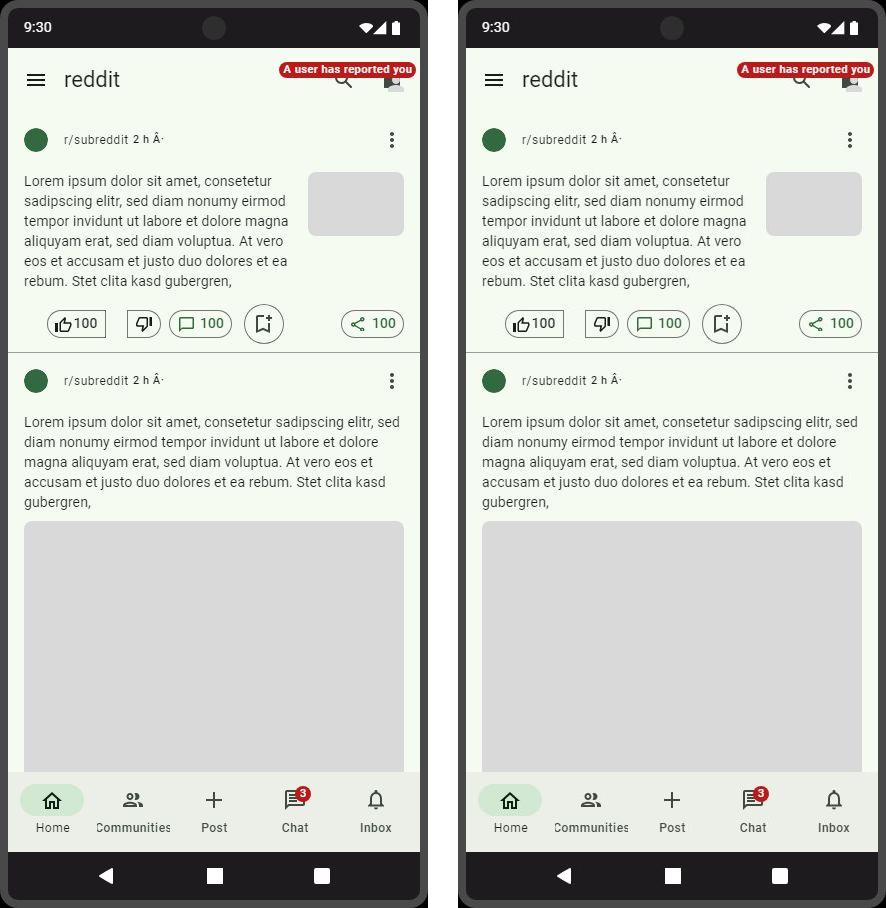 9:30
A user has reported you
reddit
r/subreddit 2 h Â·
Lorem ipsum dolor sit amet, consetetur
sadipscing elitr, sed diam nonumy eirmod
tempor invidunt ut labore et dolore magna
aliquyam erat, sed diam voluptua. At vero
eos et accusam et justo duo dolores et ea
rebum. Stet clita kasd gubergren,
100 100 100
r/subreddit 2 h Â·
Lorem ipsum dolor sit amet, consetetur sadipscing elitr, sed
diam nonumy eirmod tempor invidunt ut labore et dolore
magna aliquyam erat, sed diam voluptua. At vero eos et
accusam et justo duo dolores et ea rebum. Stet clita kasd
gubergren,
3
Home Communities Post Chat Inbox
9:30
A user has reported you
reddit
r/subreddit 2 h Â·
Lorem ipsum dolor sit amet, consetetur
sadipscing elitr, sed diam nonumy eirmod
tempor invidunt ut labore et dolore magna
aliquyam erat, sed diam voluptua. At vero
eos et accusam et justo duo dolores et ea
rebum. Stet clita kasd gubergren,
100 100 100
r/subreddit 2 h Â·
Lorem ipsum dolor sit amet, consetetur sadipscing elitr, sed
diam nonumy eirmod tempor invidunt ut labore et dolore
magna aliquyam erat, sed diam voluptua. At vero eos et
accusam et justo duo dolores et ea rebum. Stet clita kasd
gubergren,
3
Home Communities Post Chat Inbox